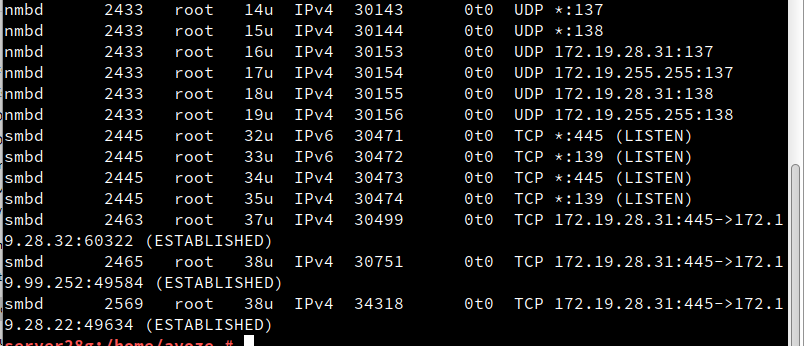 nmbd 2433 root 14u IPv4 30143 0t0 UDP *:137
nmbd 2433 root 15u IPv4 30144 0t0 UDP *:138
nmbd 2433 root 16u IPv4 30153 0t0 UDP 172.19.28.31:137
nmbd 2433 root 17u IPv4 30154 0t0 UDP 172.19.255.255:137
nmbd 2433 root 18u IPv4 30155 0t0 UDP 172.19.28.31:138
nmbd 2433 root 19u IPv4 30156 0t0 UDP 172.19.255.255:138
smbd 2445 root 32u IPv6 30471 0t0 TCP *:445 (LISTEN)
smbd 2445 root 33u IPv6 30472 0t0 TCP *:139 (LISTEN)
smbd 2445 root 34u IPv4 30473 0t0 TCP *:445 (LISTEN)
smbd 2445 root 35u IPv4 30474 0t0 TCP *:139 (LISTEN)
smbd 2463 root 37u IPv4 30499 0t0 TCP 172.19.28.31:445->172.1
9.28.32:60322 (ESTABLISHED)
smbd 2465 root 38u IPv4 30751 0t0 TCP 172.19.28.31:445->172.1
9.99.252:49584 (ESTABLISHED)
smbd 2569 root 38u IPv4 34318 0t0 TCP 172.19.28.31:445->172.1
9.28.22:49634 (ESTABLISHED)
#